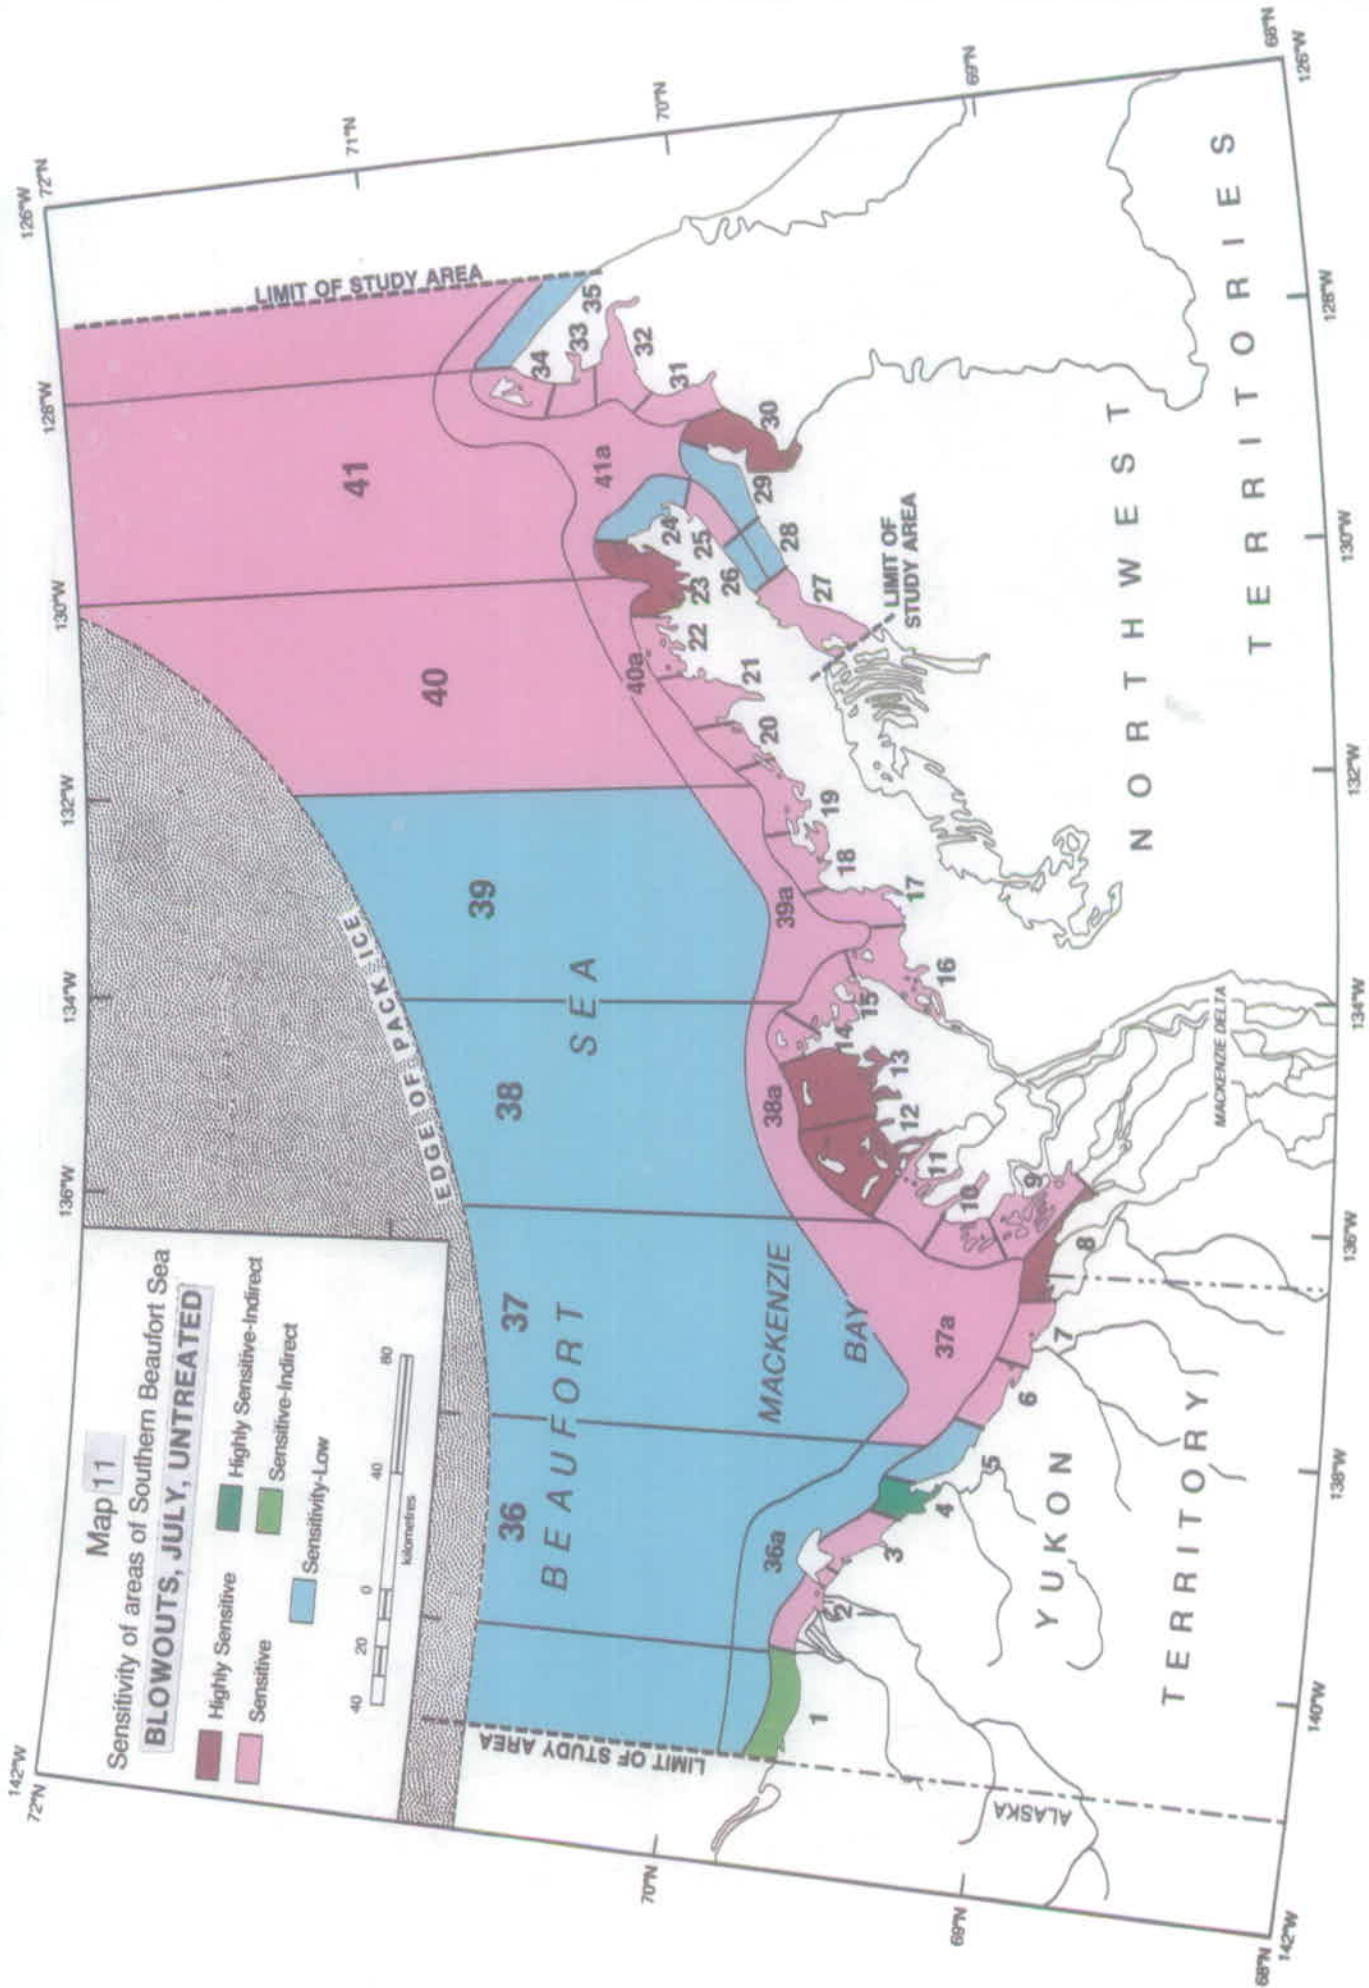 Map 11
Sensitivity of areas of Southern Beaufort Sea
BLOWOUTS, JULY, UNTREATED
Highly Sensitive
Highly Sensitive-Indirect
Sensitive
Sensitive-Indirect
Sensitivity-Low
40 20 0 40 80
kilometres
142°W
72°N
136°W
134°W
132°W
130°W
128°W
126°W
72°N
71°N
70°N
69°N
68°N
126°W
128°W
130°W
132°W
134°W
136°W
138°W
140°W
142°W
68°N
69°N
70°N
EDGE OF PACK ICE
LIMIT OF STUDY AREA
LIMIT OF STUDY AREA
LIMIT OF
STUDY AREA
BEAUFORT
SEA
MACKENZIE
BAY
36
37
38
39
40
41
36a
37a
38a
39a
40a
41a
1
2
3
4
5
6
7
8
9
10
11
12
13
14
15
16
17
18
19
20
21
22
23
24
25
26
27
28
29
30
31
32
33
34
35
ALASKA
YUKON
TERRITORY
MACKENZIE DELTA
NORTHWEST
TERRITORIES